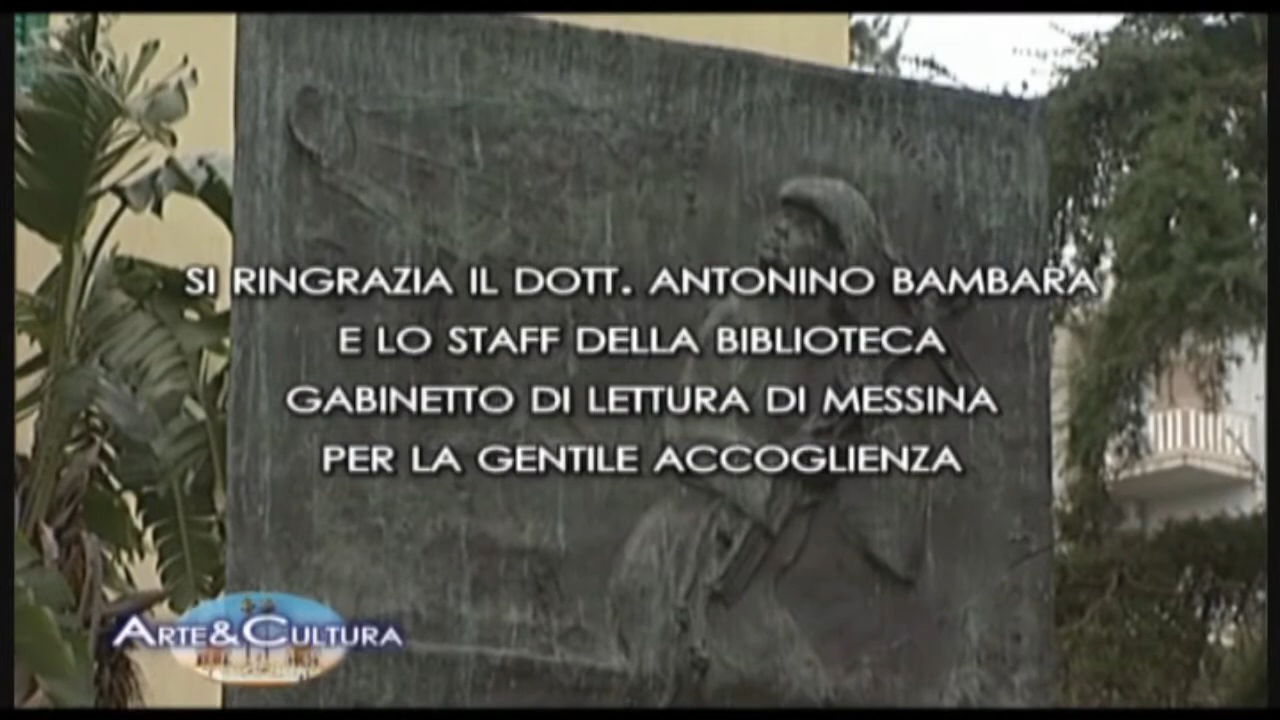 SI RINGRAZIA IL DOTT. ANTONINO BAMBARA
E LO STAFF DELLA BIBLIOTECA
GABINETTO DI LETTURA DI MESSINA
PER LA GENTILE ACCOGLIENZA
ARTE&CULTURA